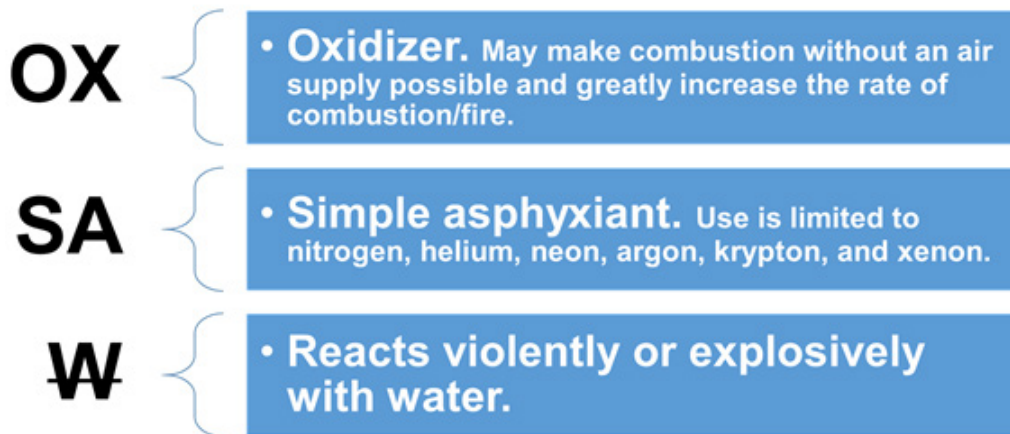 OX
• Oxidizer. May make combustion without an air
supply possible and greatly increase the rate of
combustion/fire.
SA
• Simple asphyxiant. Use is limited to
nitrogen, helium, neon, argon, krypton, and xenon.
W
• Reacts violently or explosively
with water.